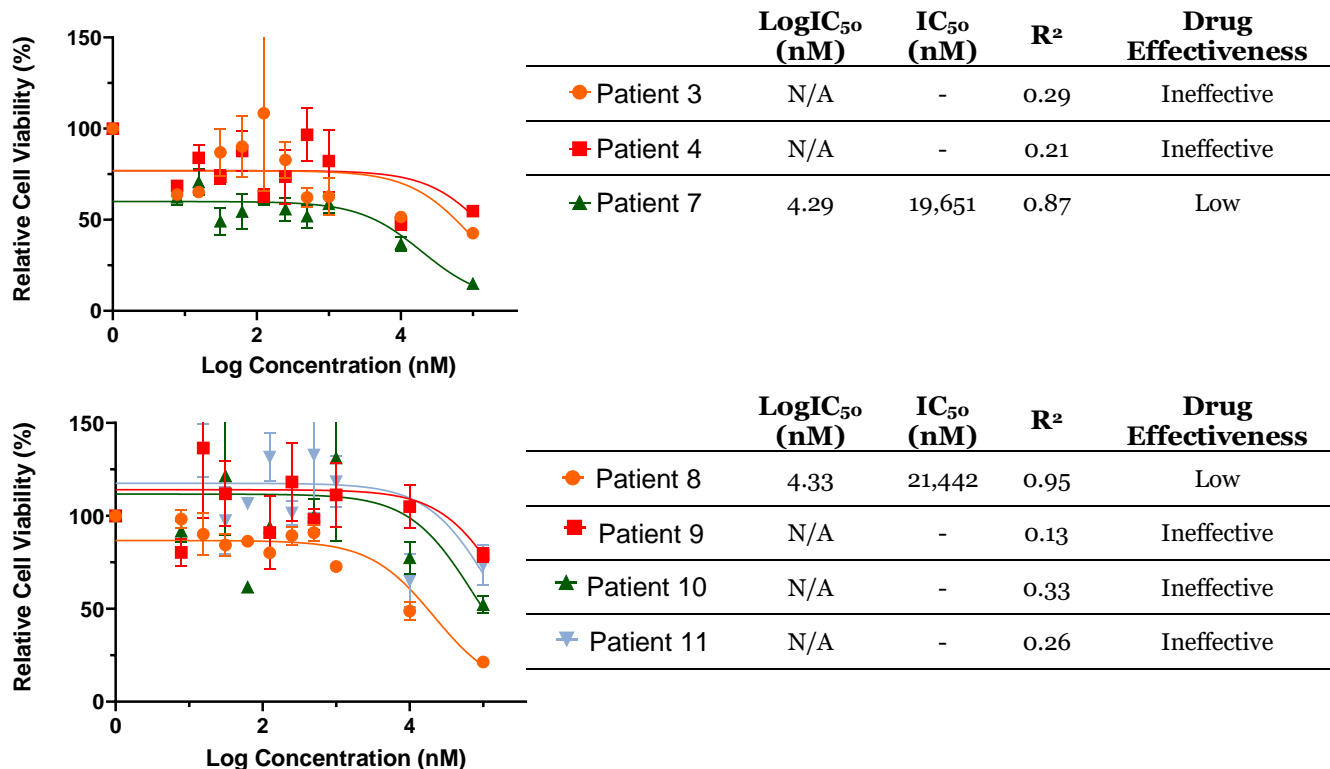 LogIC₅₀ (nM) IC₅₀ (nM) R² Drug Effectiveness
Patient 3 N/A - 0.29 Ineffective
Patient 4 N/A - 0.21 Ineffective
Patient 7 4.29 19,651 0.87 Low
150
100
50
0
0 2 4
Relative Cell Viability (%)
Log Concentration (nM)
LogIC₅₀ (nM) IC₅₀ (nM) R² Drug Effectiveness
Patient 8 4.33 21,442 0.95 Low
Patient 9 N/A - 0.13 Ineffective
Patient 10 N/A - 0.33 Ineffective
Patient 11 N/A - 0.26 Ineffective
150
100
50
0
0 2 4
Relative Cell Viability (%)
Log Concentration (nM)